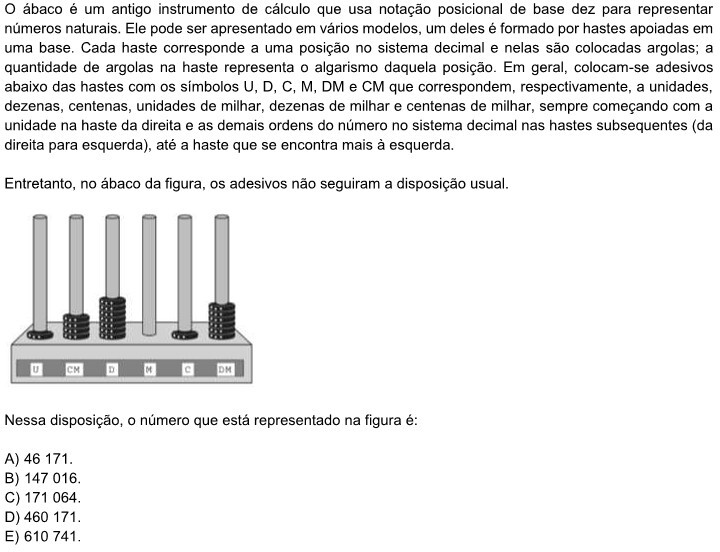 O ábaco é um antigo instrumento de cálculo que usa notação posicional de base dez para representar
números naturais. Ele pode ser apresentado em vários modelos, um deles é formado por hastes apoiadas em
uma base. Cada haste corresponde a uma posição no sistema decimal e nelas são colocadas argolas; a
quantidade de argolas na haste representa o algarismo daquela posição. Em geral, colocam-se adesivos
abaixo das hastes com os símbolos U, D, C, M, DM e CM que correspondem, respectivamente, a unidades,
dezenas, centenas, unidades de milhar, dezenas de milhar e centenas de milhar, sempre começando com a
unidade na haste da direita e as demais ordens do número no sistema decimal nas hastes subsequentes (da
direita para esquerda), até a haste que se encontra mais à esquerda.
Entretanto, no ábaco da figura, os adesivos não seguiram a disposição usual.
U CM D M C DM
Nessa disposição, o número que está representado na figura é:
A) 46 171.
B) 147 016.
C) 171 064.
D) 460 171.
E) 610 741.